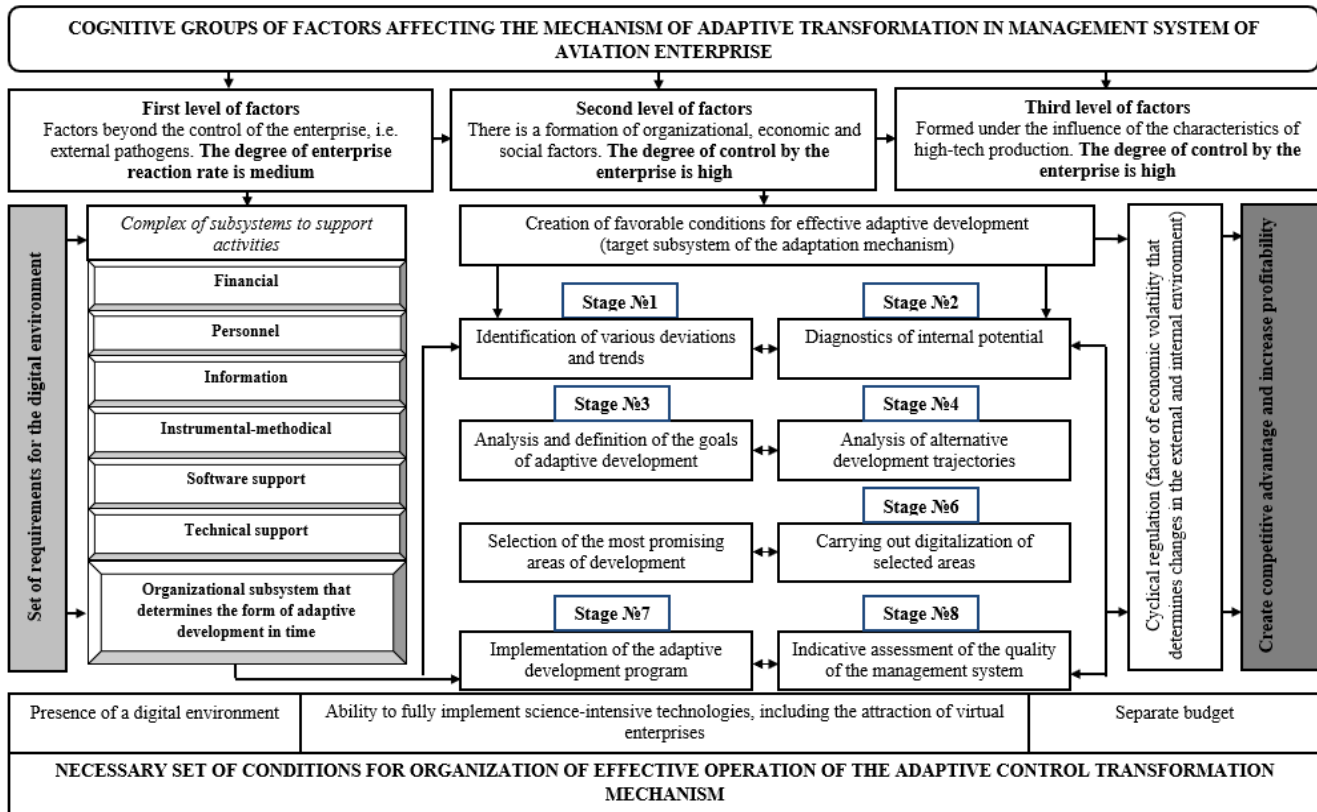 COGNITIVE GROUPS OF FACTORS AFFECTING THE MECHANISM OF ADAPTIVE TRANSFORMATION IN MANAGEMENT SYSTEM OF
AVIATION ENTERPRISE
First level of factors
Factors beyond the control of the enterprise, i.e.
external pathogens. The degree of enterprise
reaction rate is medium
Second level of factors
There is a formation of organizational, economic and
social factors. The degree of control by the
enterprise is high
Third level of factors
Formed under the influence of the characteristics of
high-tech production. The degree of control by the
enterprise is high
Set of requirements for the digital environment
Complex of subsystems to support
activities
Financial
Personnel
Information
Instrumental-methodical
Software support
Technical support
Organizational subsystem that
determines the form of adaptive
development in time
Creation of favorable conditions for effective adaptive development
(target subsystem of the adaptation mechanism)
Stage №1
Identification of various deviations
and trends
Stage №2
Diagnostics of internal potential
Stage №3
Analysis and definition of the goals
of adaptive development
Stage №4
Analysis of alternative
development trajectories
Selection of the most promising
areas of development
Stage №6
Carrying out digitalization of
selected areas
Stage №7
Implementation of the adaptive
development program
Stage №8
Indicative assessment of the quality
of the management system
Cyclical regulation (factor of economic volatility that
determines changes in the external and internal environment)
Create competitive advantage and increase profitability
Presence of a digital environment
Ability to fully implement science-intensive technologies, including the attraction of virtual
enterprises
Separate budget
NECESSARY SET OF CONDITIONS FOR ORGANIZATION OF EFFECTIVE OPERATION OF THE ADAPTIVE CONTROL TRANSFORMATION
MECHANISM